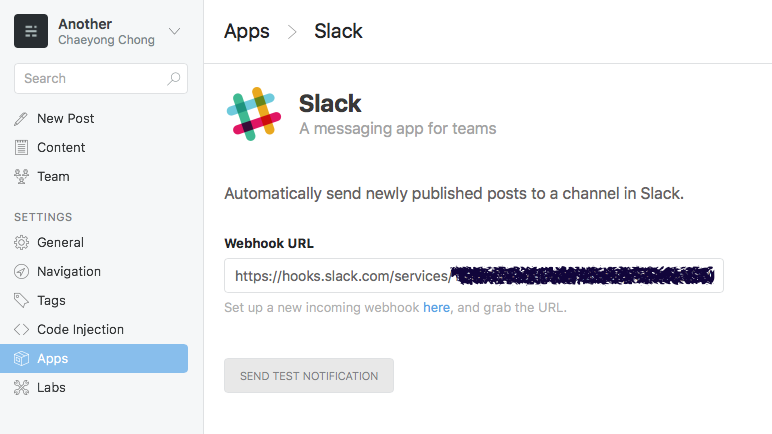 Another
Chaeyong Chong
Search
New Post
Content
Team
SETTINGS
General
Navigation
Tags
Code Injection
Apps
Labs
Apps > Slack
Slack
A messaging app for teams
Automatically send newly published posts to a channel in Slack.
Webhook URL
https://hooks.slack.com/services/
Set up a new incoming webhook here, and grab the URL.
SEND TEST NOTIFICATION